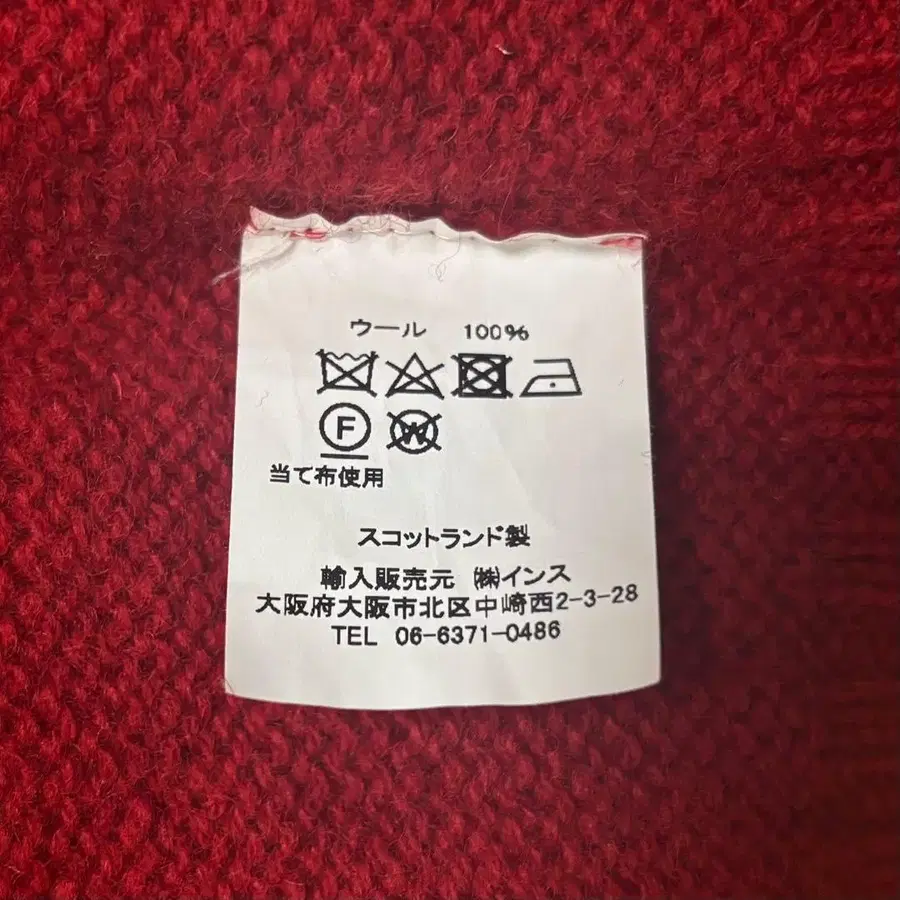 ウール 100%
F
W
当て布使用
スコットランド製
輸入販売元 ㈱インス
大阪府大阪市北区中崎西2-3-28
TEL 06-6371-0486